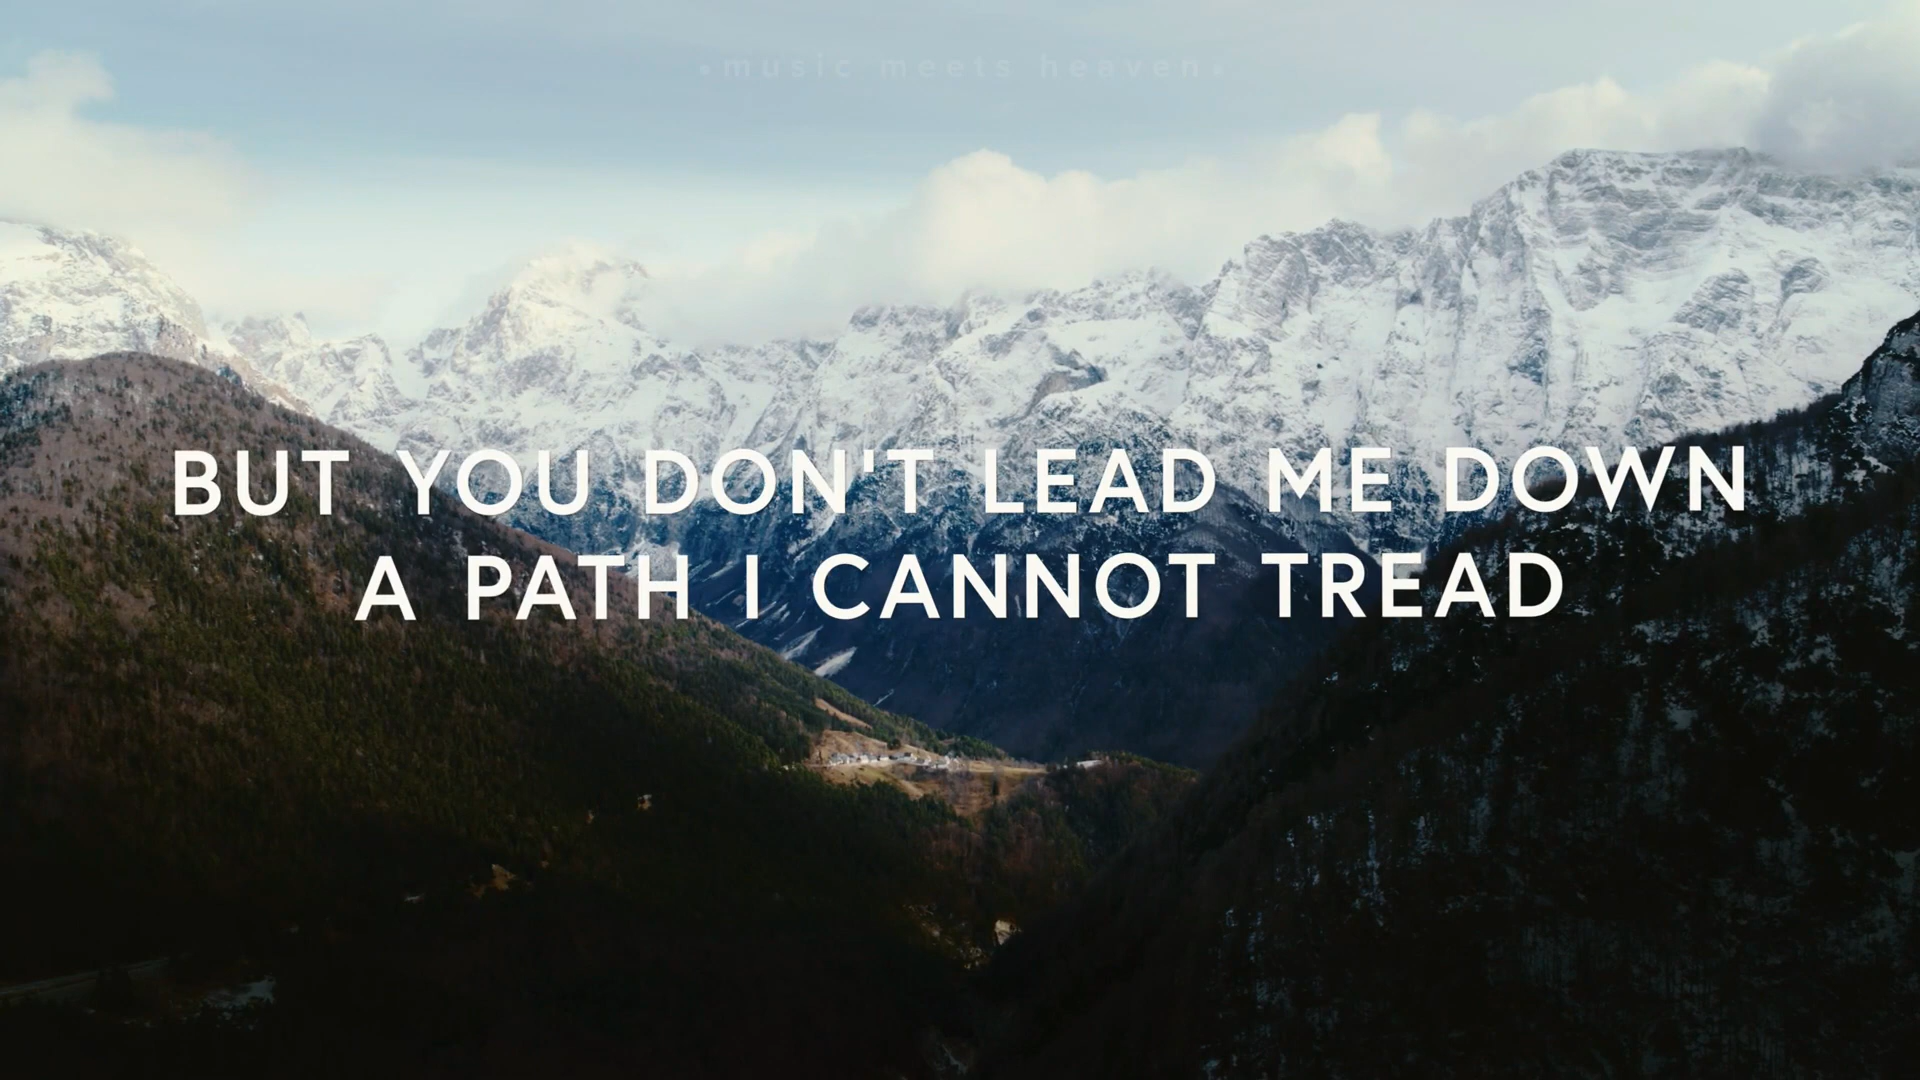 •music meets heaven•
BUT YOU DON'T LEAD ME DOWN
A PATH I CANNOT TREAD